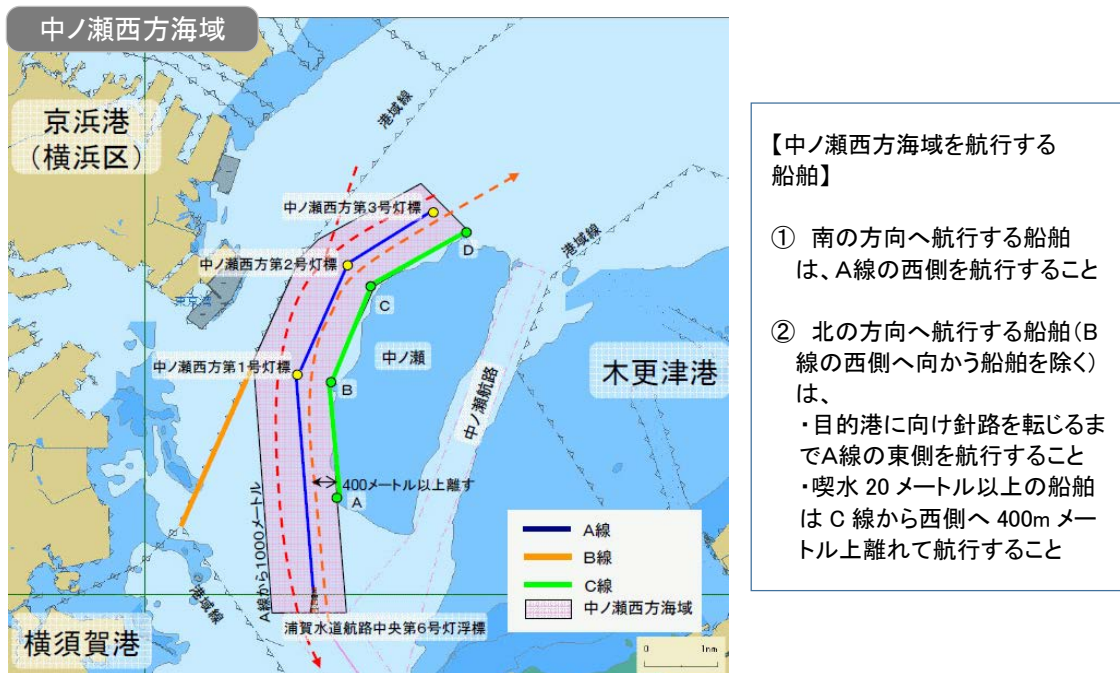 中ノ瀬西方海域
京浜港
(横浜区)
港域線
中ノ瀬西方第3号灯標
D
港域線
中ノ瀬西方第2号灯標
C
東京湾
中ノ瀬
中ノ瀬西方第1号灯標
B
木更津港
中ノ瀬航路
400メートル以上離す
A
A線から1000メートル
港域線
浦賀水道航路中央第6号灯浮標
横須賀港
A線
B線
C線
中ノ瀬西方海域
0 1nm
【中ノ瀬西方海域を航行する
船舶】
① 南の方向へ航行する船舶
は、A線の西側を航行すること
② 北の方向へ航行する船舶(B
線の西側へ向かう船舶を除く)
は、
・目的港に向け針路を転じるま
でA線の東側を航行すること
・喫水 20 メートル以上の船舶
は C 線から西側へ 400m メー
トル上離れて航行すること